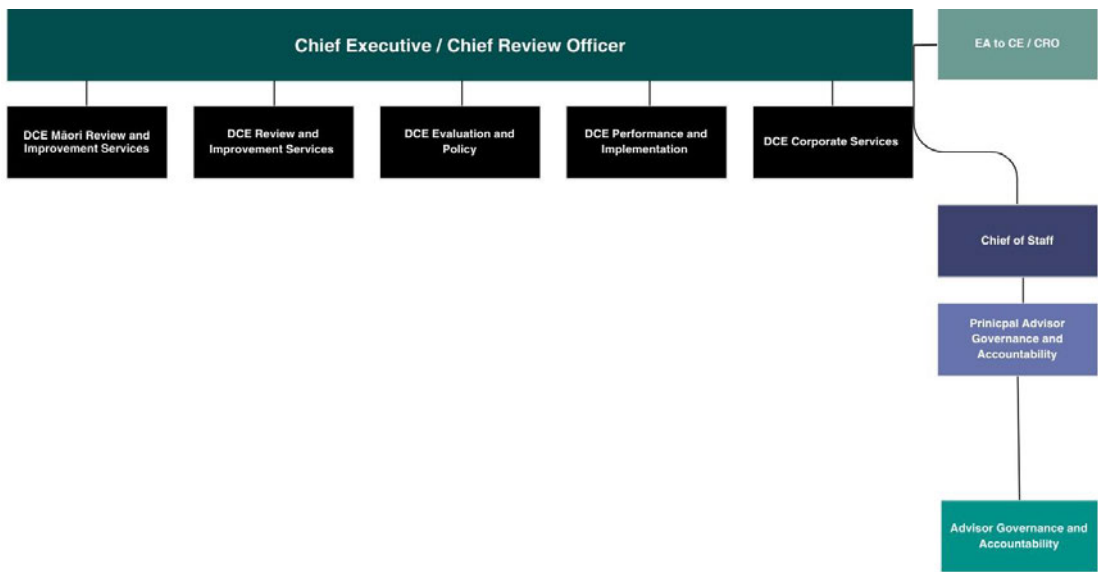 Chief Executive / Chief Review Officer
EA to CE / CRO
DCE Māori Review and
Improvement Services
DCE Review and
Improvement Services
DCE Evaluation and
Policy
DCE Performance and
Implementation
DCE Corporate Services
Chief of Staff
Prinicpal Advisor
Governance and
Accountability
Advisor Governance and
Accountability